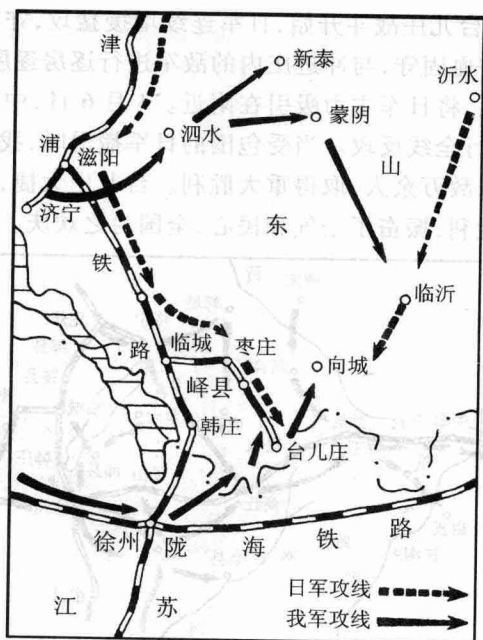 津
新泰
沂水
泗水
蒙阴
浦
滋阳
山
济宁
东
铁
临沂
路
临城
枣庄
向城
峄县
韩庄
台儿庄
徐州
陇
海
铁
路
江
苏
日军攻线
我军攻线